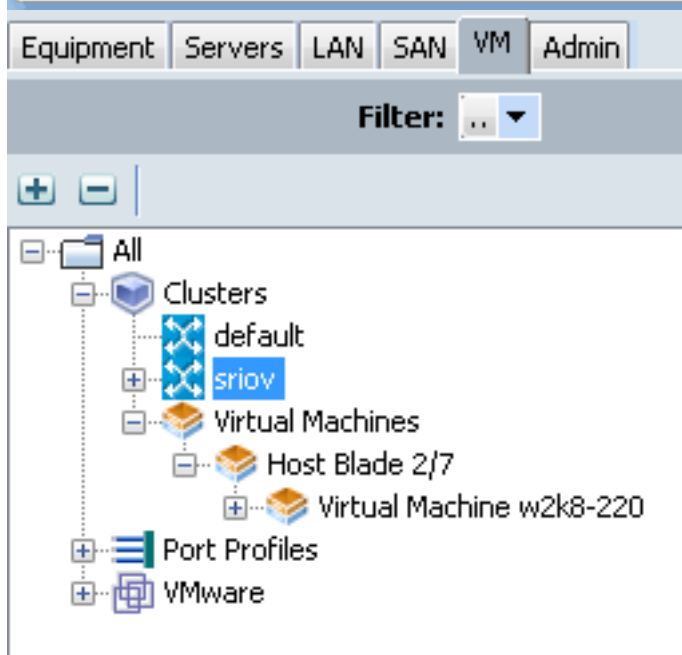 Equipment Servers LAN SAN VM Admin
Filter: ..
All
Clusters
default
sriov
Virtual Machines
Host Blade 2/7
Virtual Machine w2k8-220
Port Profiles
VMware